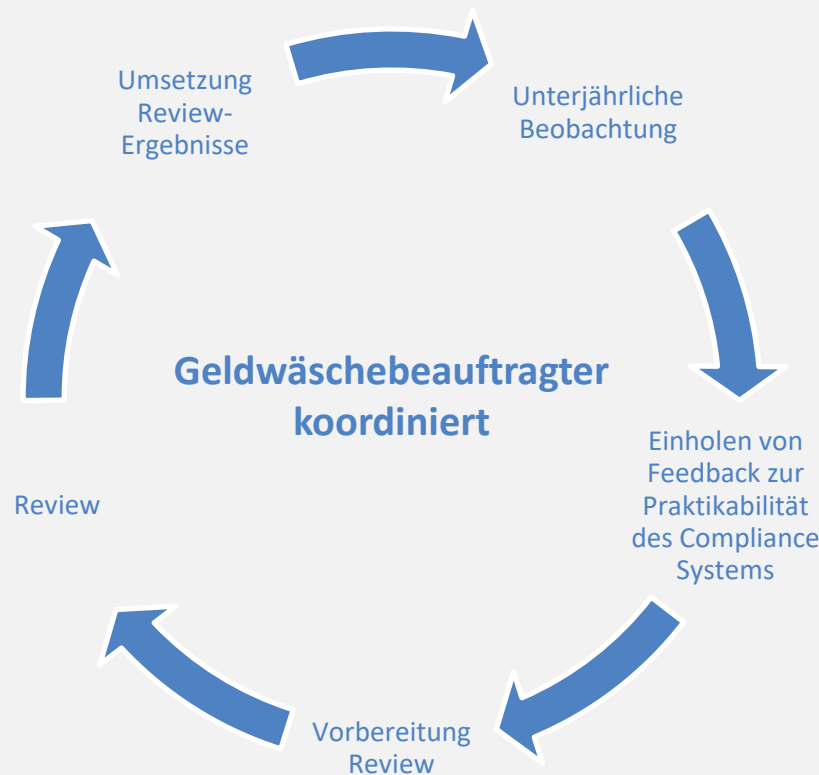 Umsetzung
Review-
Ergebnisse
Unterjährliche
Beobachtung
Geldwäschebeauftragter
koordiniert
Einholen von
Feedback zur
Praktikabilität
des Compliance
Systems
Review
Vorbereitung
Review